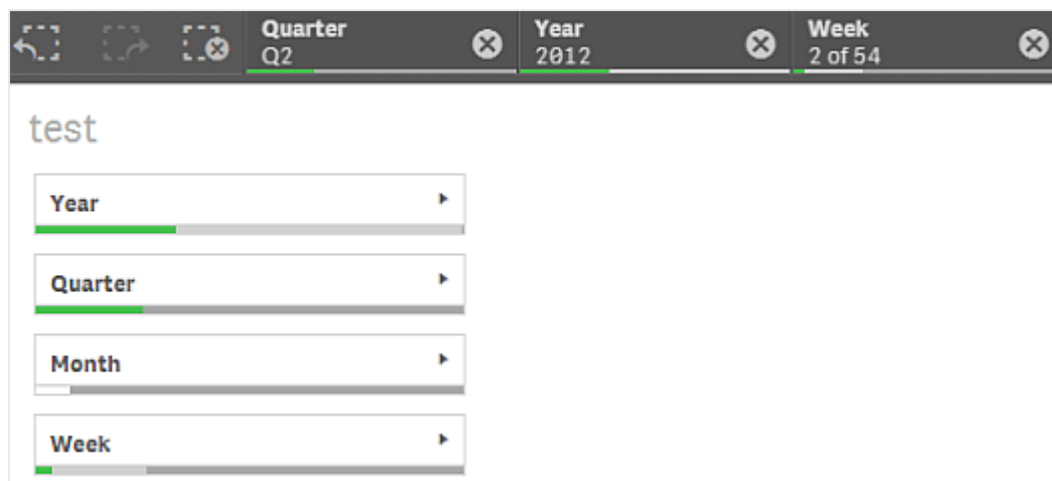 Quarter
Q2
Year
2012
Week
2 of 54
test
Year
Quarter
Month
Week